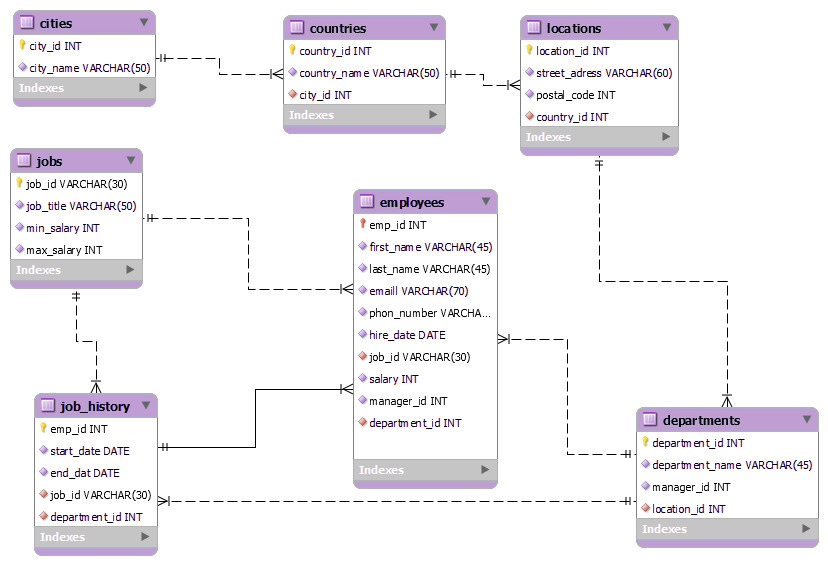 cities
city_id INT
city_name VARCHAR(50)
Indexes
countries
country_id INT
country_name VARCHAR(50)
city_id INT
Indexes
locations
location_id INT
street_adress VARCHAR(60)
postal_code INT
country_id INT
Indexes
jobs
job_id VARCHAR(30)
job_title VARCHAR(50)
min_salary INT
max_salary INT
Indexes
employees
emp_id INT
first_name VARCHAR(45)
last_name VARCHAR(45)
emaill VARCHAR(70)
phon_number VARCHA...
hire_date DATE
job_id VARCHAR(30)
salary INT
manager_id INT
department_id INT
Indexes
job_history
emp_id INT
start_date DATE
end_dat DATE
job_id VARCHAR(30)
department_id INT
Indexes
departments
department_id INT
department_name VARCHAR(45)
manager_id INT
location_id INT
Indexes